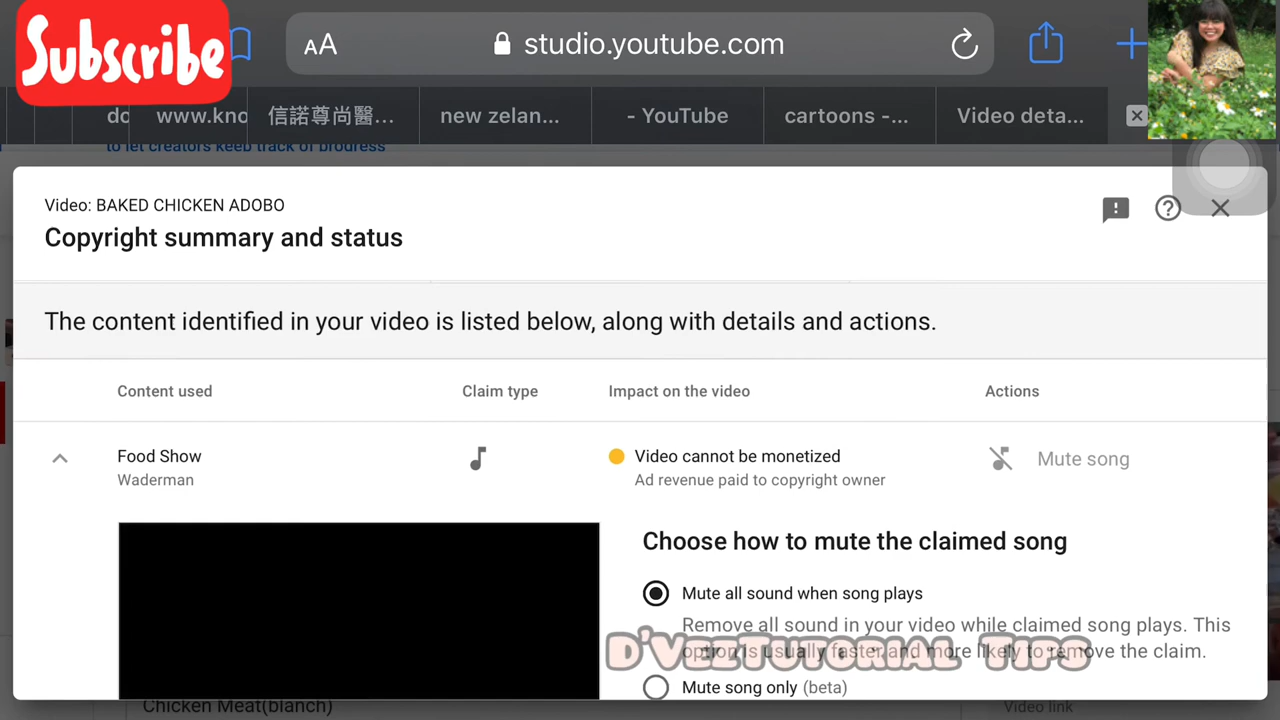 Subscribe
AA studio.youtube.com
do www.kno 信諾尊尚醫... new zelan... - YouTube cartoons -... Video deta...
to let creators keep track of progress
Video: BAKED CHICKEN ADOBO
Copyright summary and status
The content identified in your video is listed below, along with details and actions.
Content used Claim type Impact on the video Actions
Food Show Video cannot be monetized Mute song
Waderman Ad revenue paid to copyright owner
Choose how to mute the claimed song
Mute all sound when song plays
Remove all sound in your video while claimed song plays. This
option is usually faster and more likely to remove the claim.
D'VezTutorial Tips
Mute song only (beta)
Chicken Meat(blanch) Video link